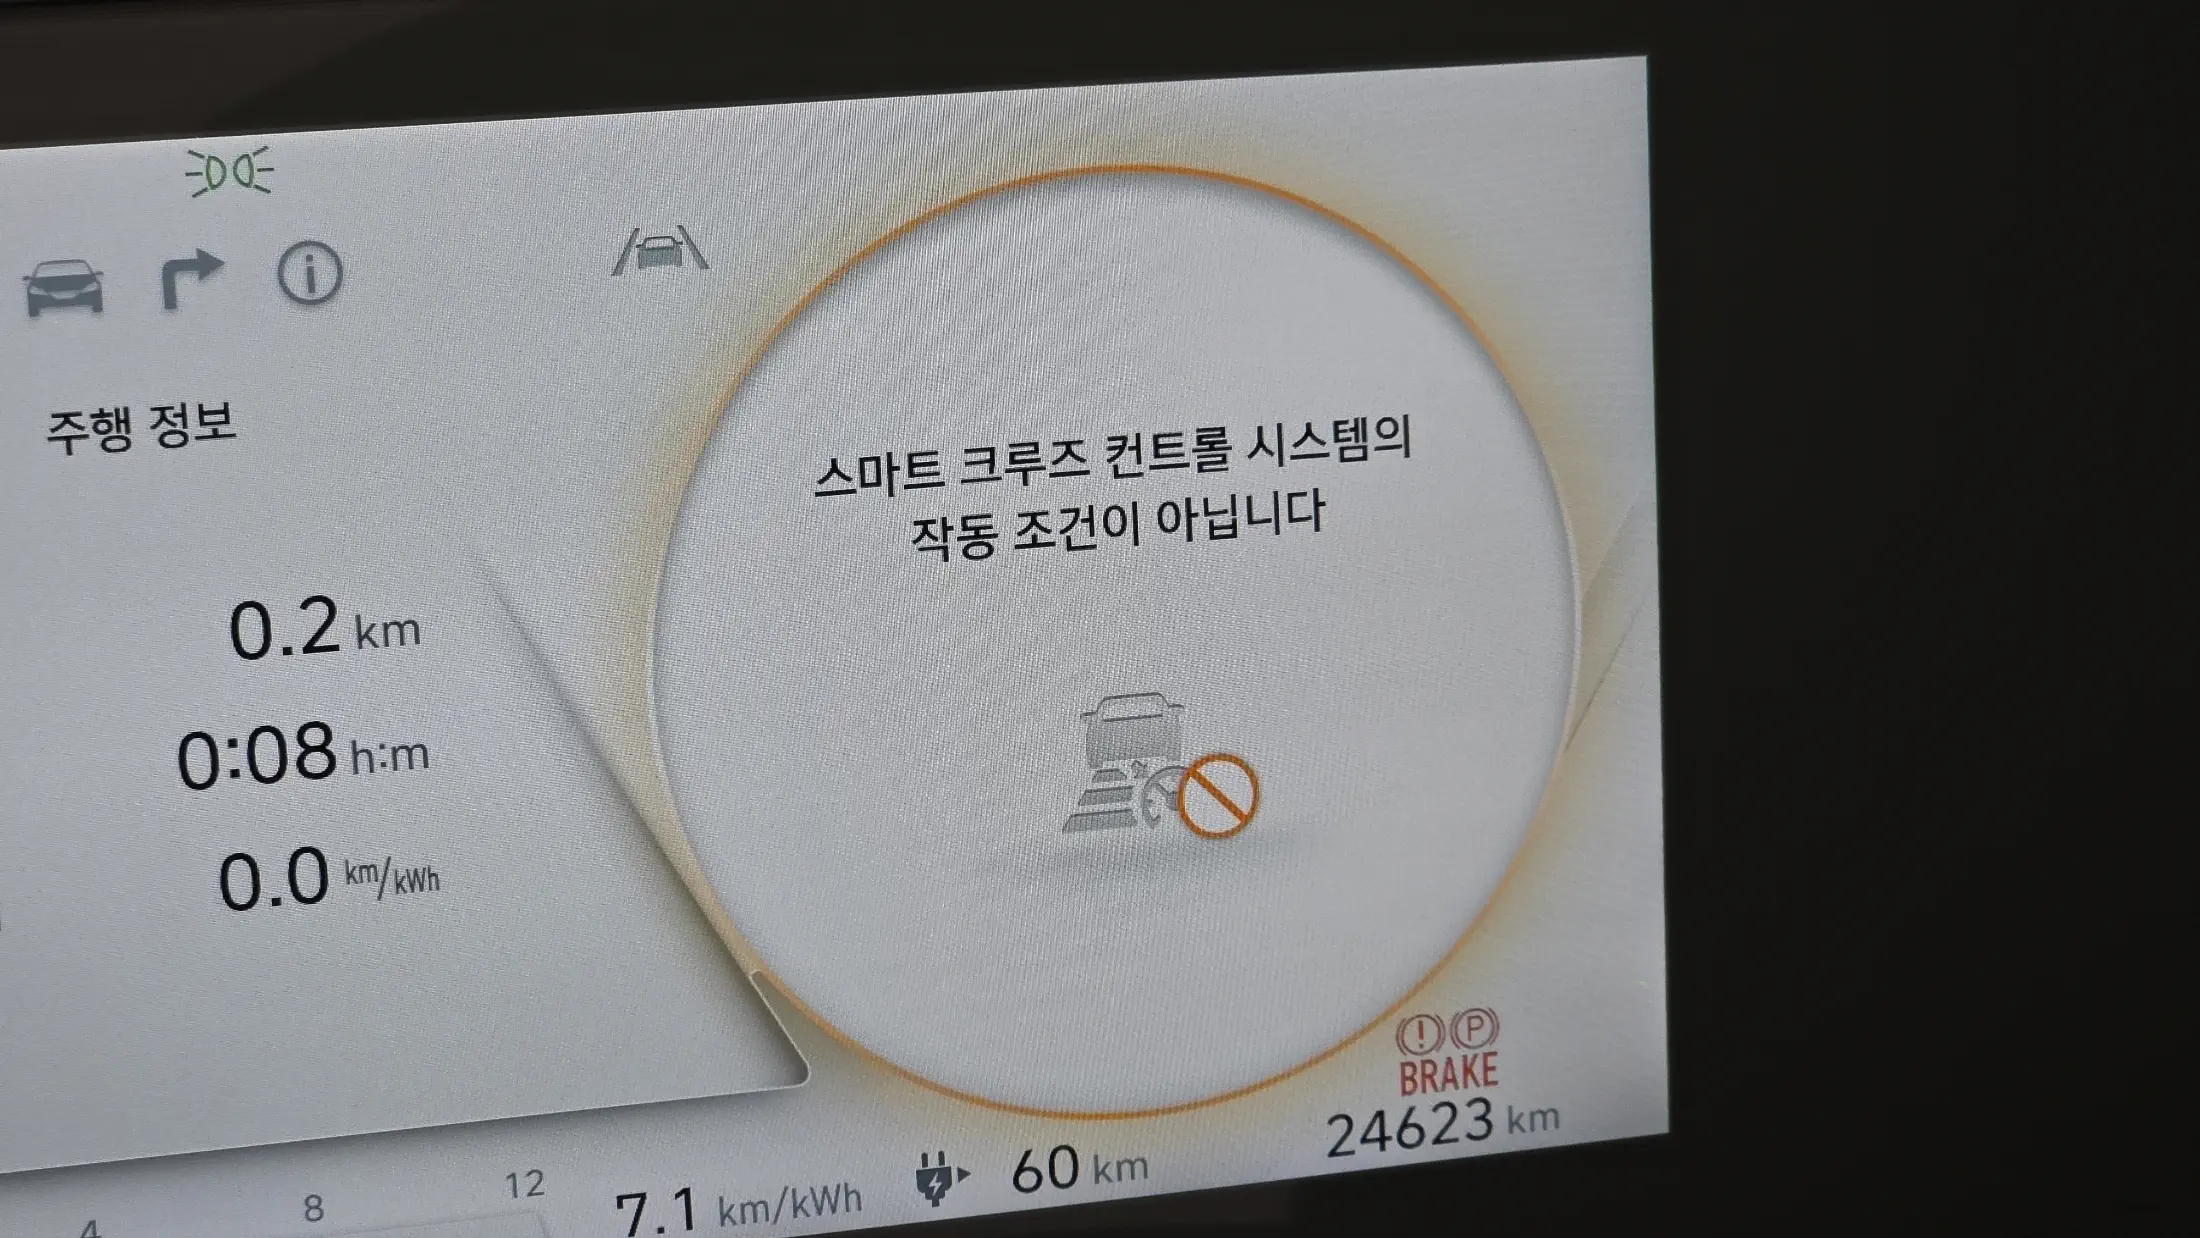 주행 정보
0.2 km
0:08 h:m
0.0 km/kWh
스마트 크루즈 컨트롤 시스템의
작동 조건이 아닙니다
P
BRAKE
24623 km
4 8 12
7.1 km/kWh
60 km